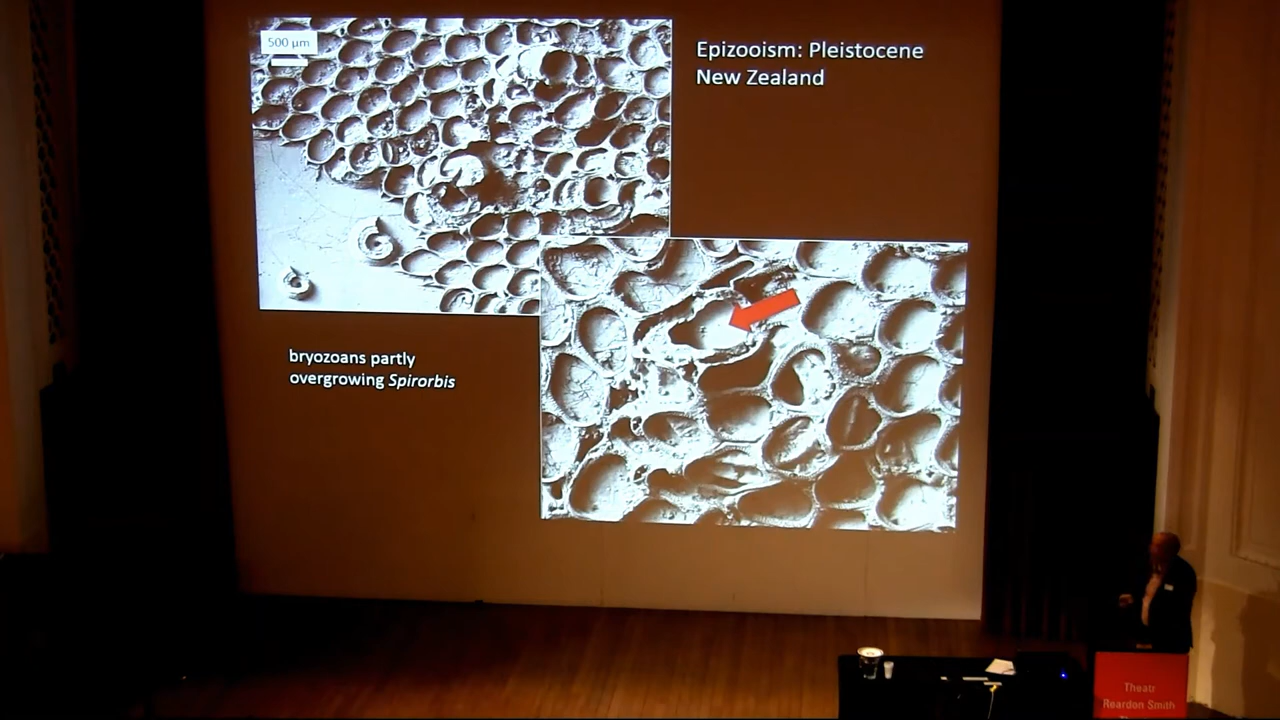 500 µm
Epizooism: Pleistocene
New Zealand
bryozoans partly
overgrowing Spirorbis
Theatr
Reardon Smith